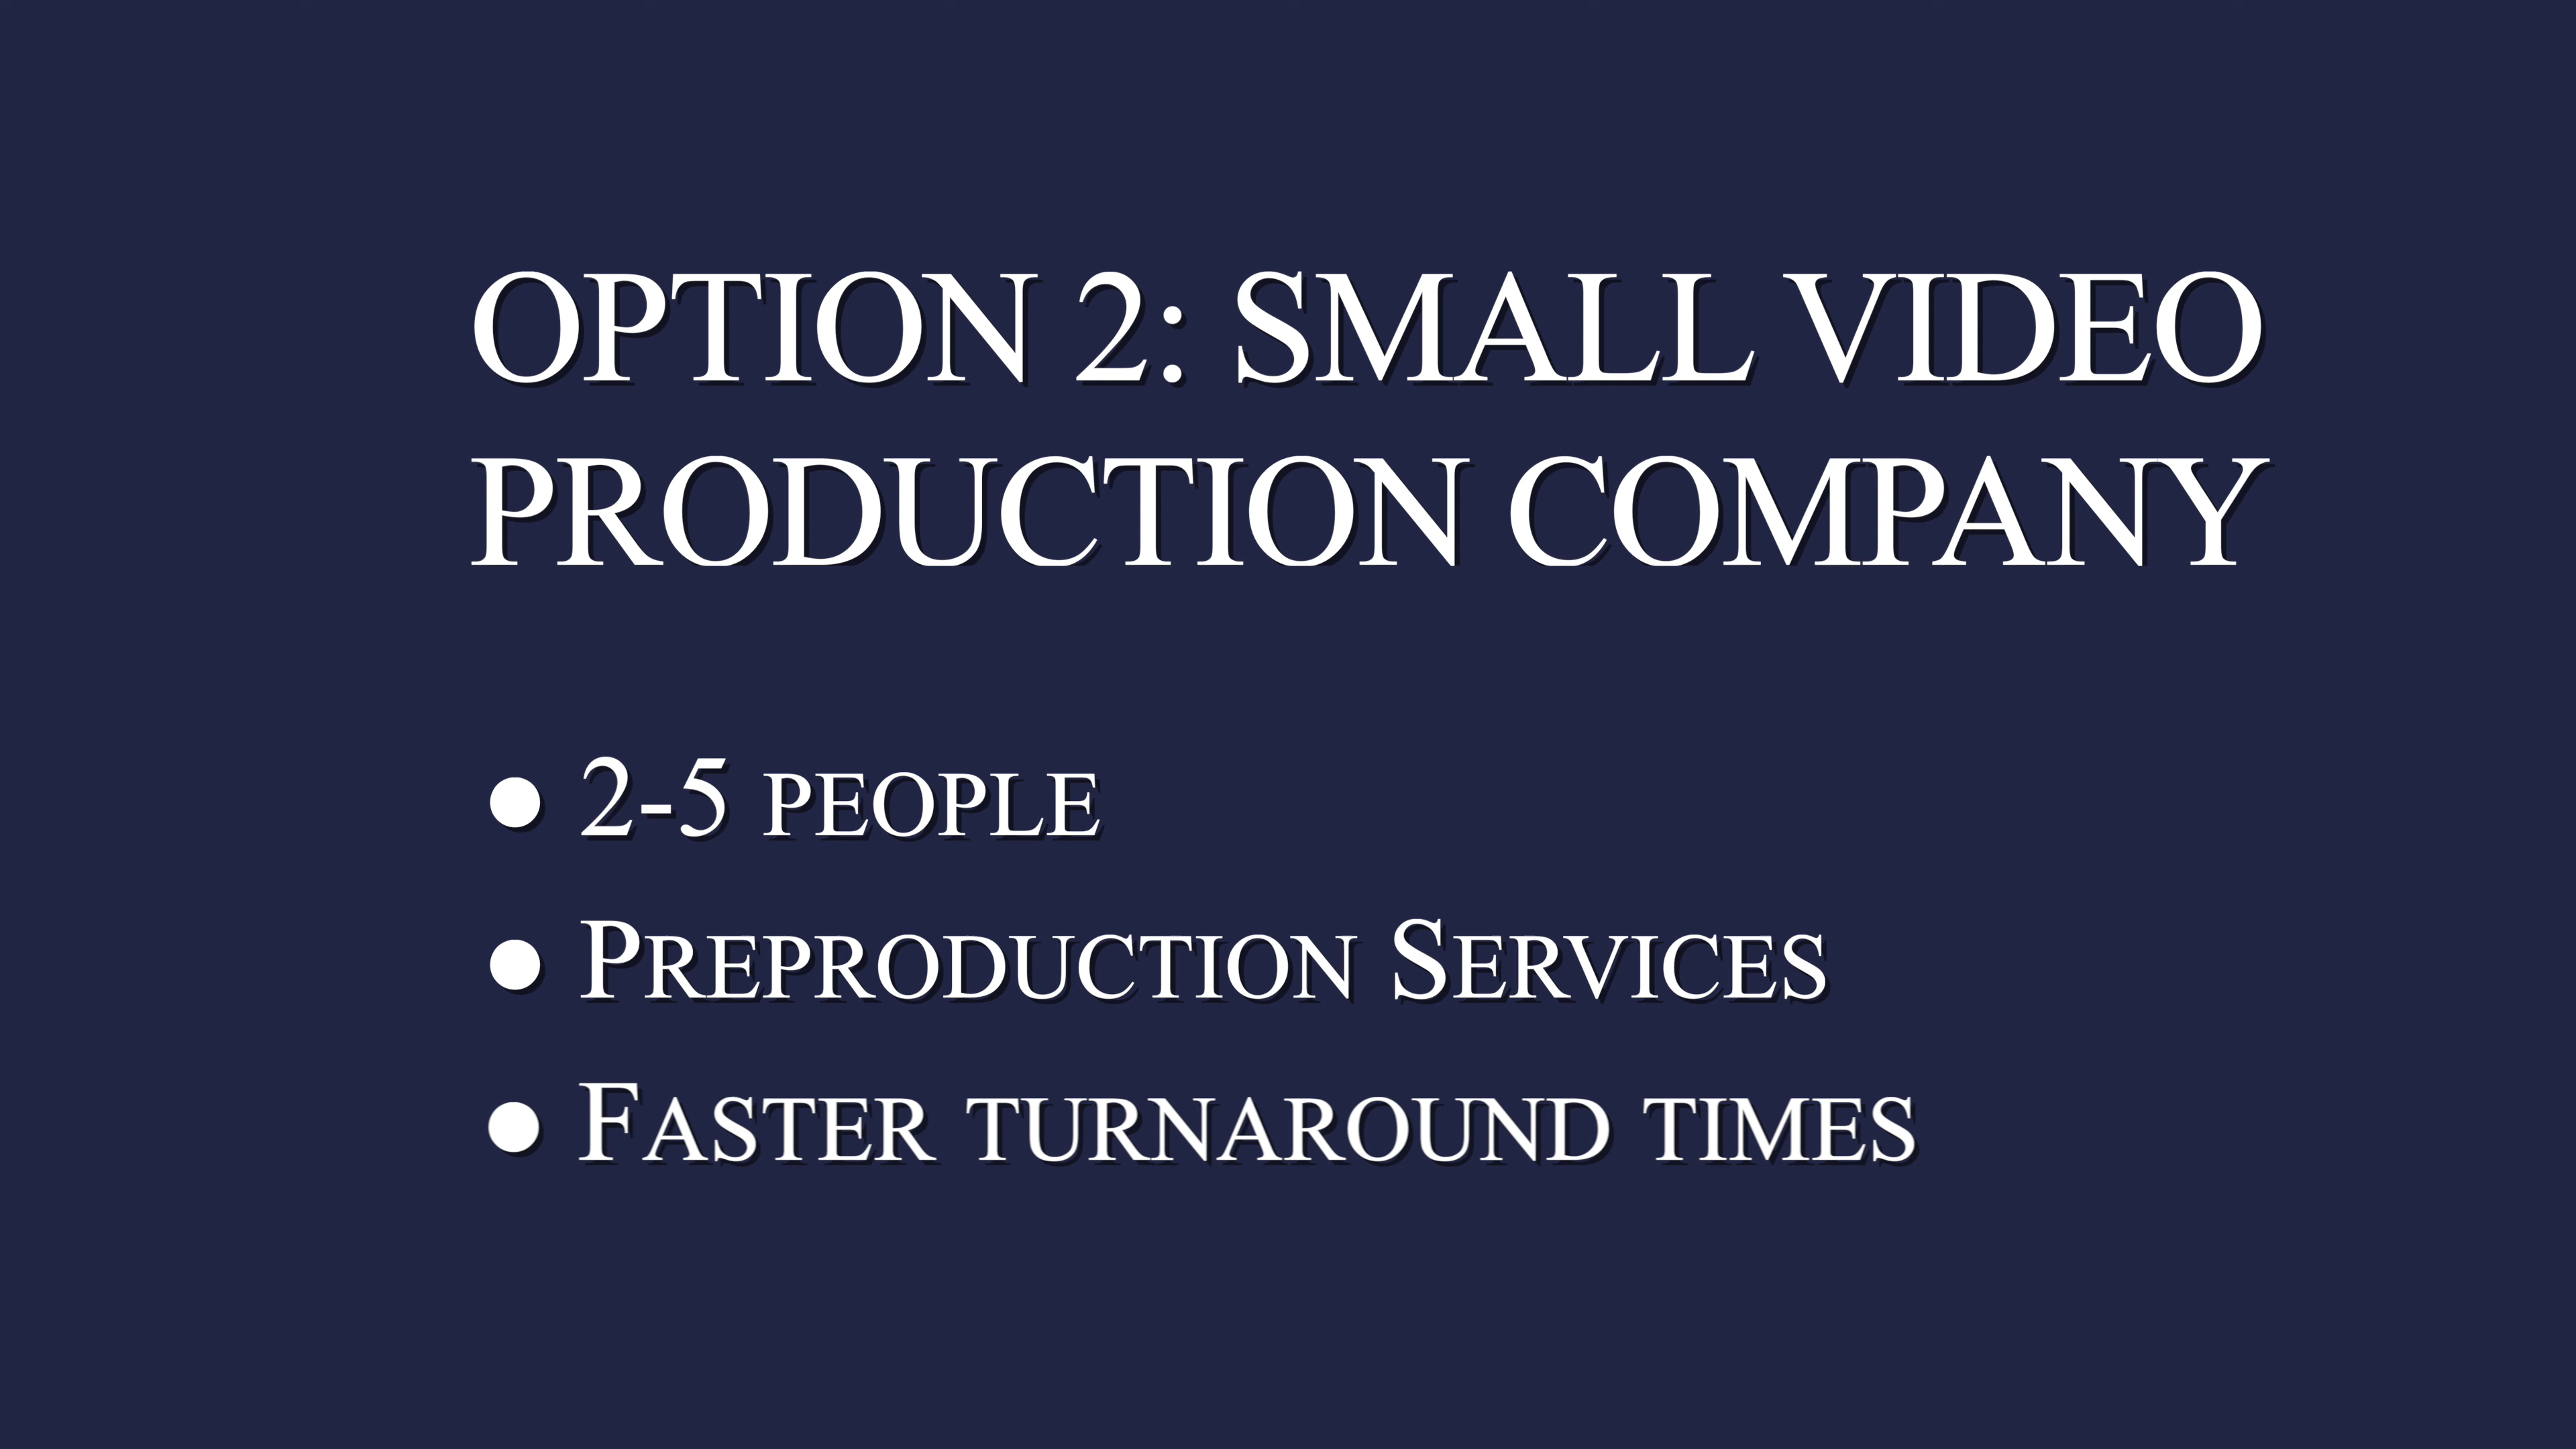 OPTION 2: SMALL VIDEO
PRODUCTION COMPANY
● 2-5 PEOPLE
● PREPRODUCTION SERVICES
● FASTER TURNAROUND TIMES